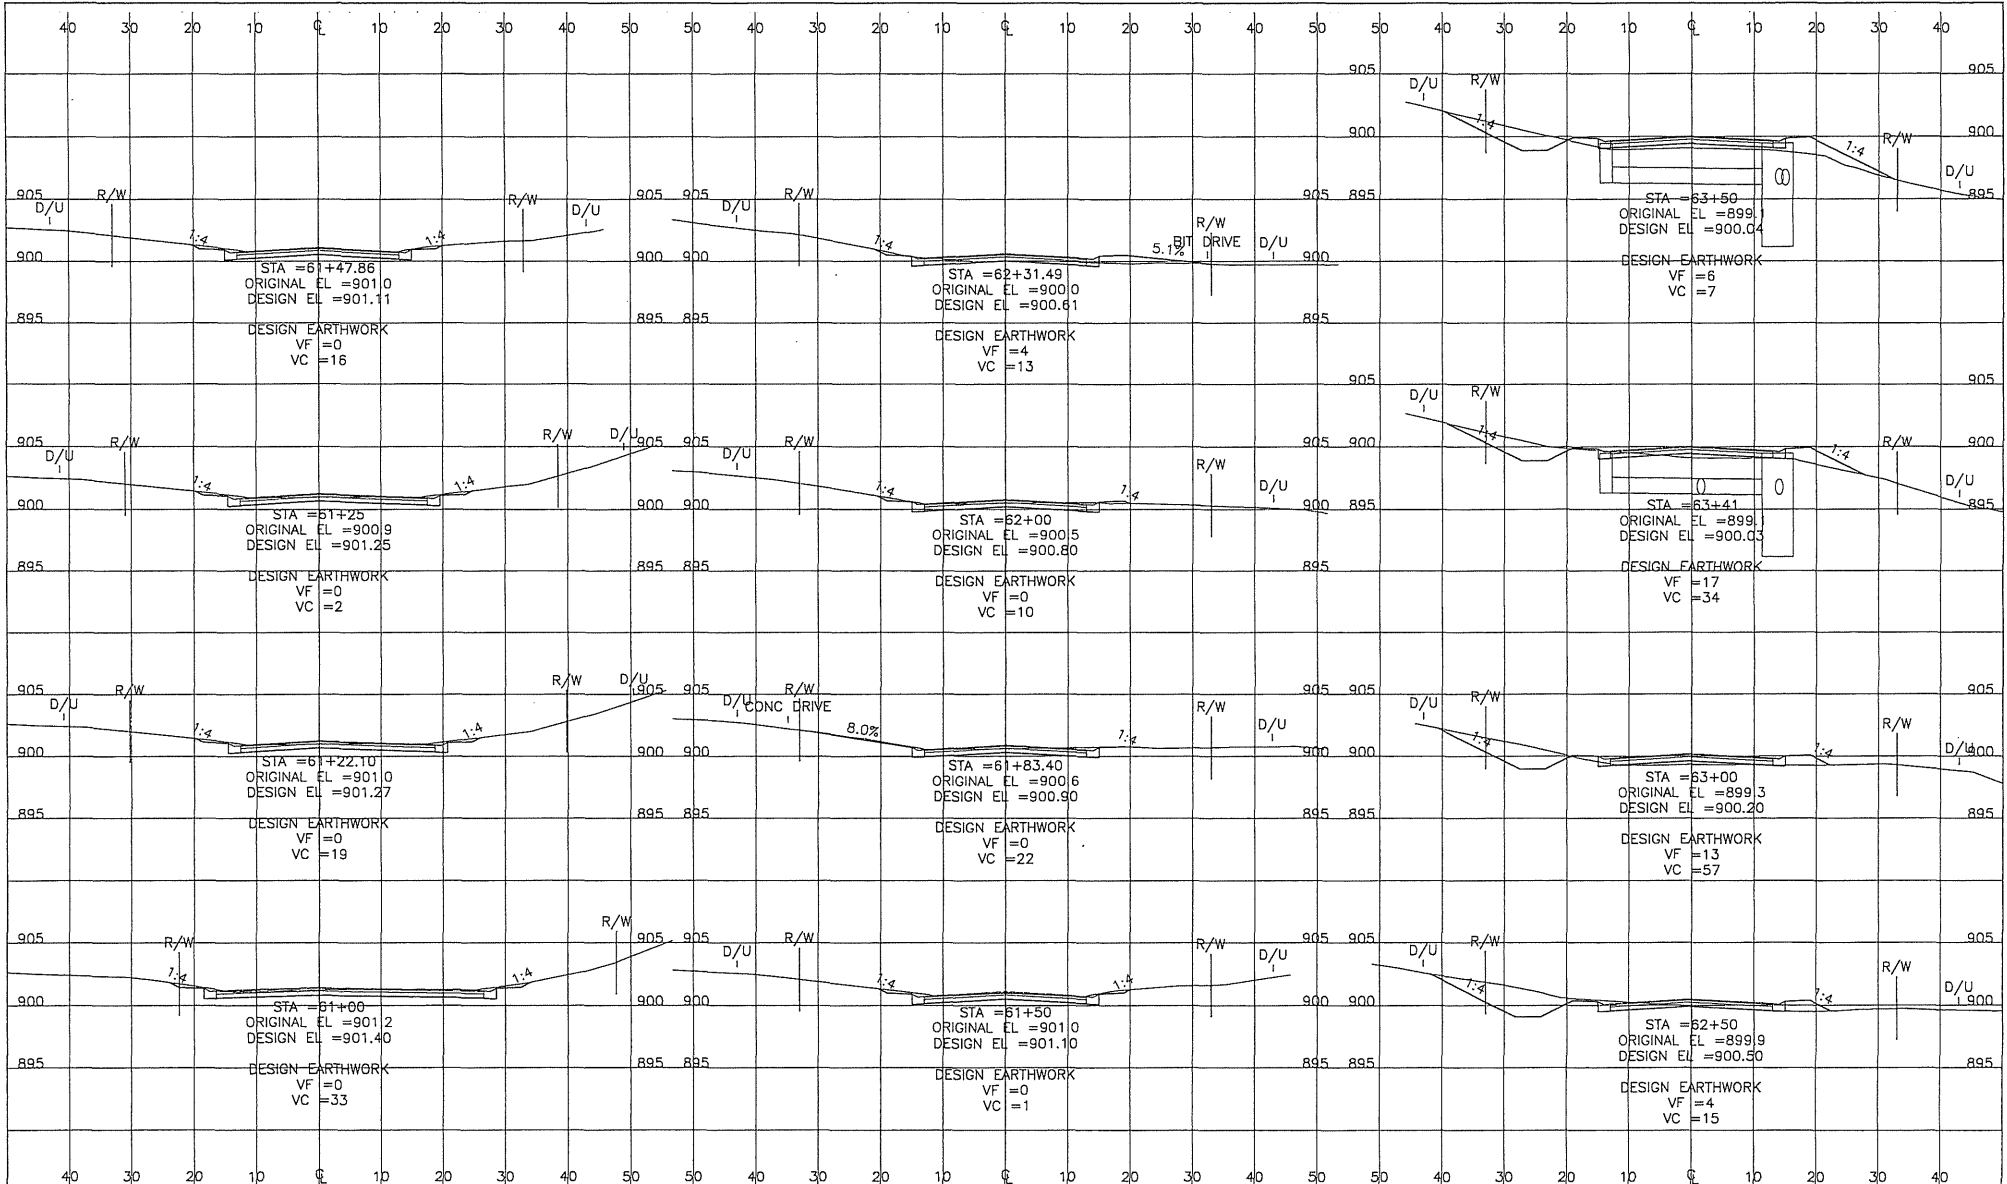 40 30 20 10 ℄ 10 20 30 40 50 50 40 30 20 10 ℄ 10 20 30 40 50 50 40 30 20 10 ℄ 10 20 30 40
905 905
D/U R/W
1:4
900 900
R/W
1:4
D/U
895 895
STA =63+50
ORIGINAL EL =899.1
DESIGN EL =900.04
DESIGN EARTHWORK
VF =6
VC =7
905 R/W R/W 905 905 R/W
D/U D/U D/U R/W
1:4 1:4 1:4 BIT DRIVE D/U
5.1%
900 900 900 900
STA =61+47.86
ORIGINAL EL =901.0
DESIGN EL =901.11
STA =62+31.49
ORIGINAL EL =900.0
DESIGN EL =900.61
895 895 895
DESIGN EARTHWORK
VF =0
VC =16
DESIGN EARTHWORK
VF =4
VC =13
905 905
D/U R/W
1:4
900 900
R/W
1:4
D/U
895 895
STA =63+41
ORIGINAL EL =899.1
DESIGN EL =900.03
DESIGN EARTHWORK
VF =17
VC =34
905 R/W R/W D/U 905 905 R/W
D/U D/U R/W
1:4 1:4 1:4 1:4 D/U
900 900 900 900
STA =61+25
ORIGINAL EL =900.9
DESIGN EL =901.25
STA =62+00
ORIGINAL EL =900.5
DESIGN EL =900.80
895 895 895
DESIGN EARTHWORK
VF =0
VC =2
DESIGN EARTHWORK
VF =0
VC =10
905 R/W R/W D/U 905 905 R/W 905 905 R/W 905
D/U D/U CONC DRIVE R/W D/U
1:4 1:4 8.0% 1:4 D/U 1:4 1:4 R/W
900 900 900 900 900 D/U 900
STA =61+22.10
ORIGINAL EL =901.0
DESIGN EL =901.27
STA =61+83.40
ORIGINAL EL =900.6
DESIGN EL =900.90
STA =63+00
ORIGINAL EL =899.3
DESIGN EL =900.20
895 895 895 895 895 895
DESIGN EARTHWORK
VF =0
VC =19
DESIGN EARTHWORK
VF =0
VC =22
DESIGN EARTHWORK
VF =13
VC =57
905 R/W R/W 905 905 R/W R/W 905 905 R/W 905
D/U D/U D/U R/W D/U
1:4 1:4 1:4 1:4 1:4 1:4
900 900 900 900 900 900
STA =61+00
ORIGINAL EL =901.2
DESIGN EL =901.40
STA =61+50
ORIGINAL EL =901.0
DESIGN EL =901.10
STA =62+50
ORIGINAL EL =899.9
DESIGN EL =900.50
895 895 895 895 895 895
DESIGN EARTHWORK
VF =0
VC =33
DESIGN EARTHWORK
VF =0
VC =1
DESIGN EARTHWORK
VF =4
VC =15
40 30 20 10 ℄ 10 20 30 40 50 50 40 30 20 10 ℄ 10 20 30 40 50 50 40 30 20 10 ℄ 10 20 30 40